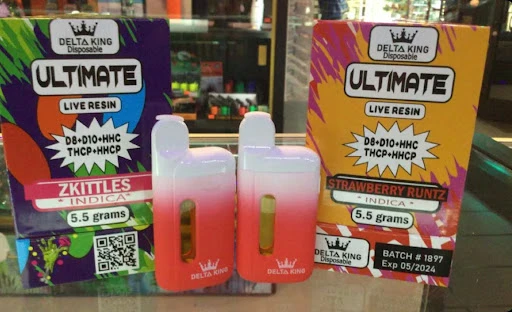 DELTA KING
Disposable
ULTIMATE
LIVE RESIN
D8+D10+HHC
THCP+HHCP
ZKITTLES
INDICA
5.5 grams
DELTA KING
DELTA KING
DELTA KING
Disposable
ULTIMATE
LIVE RESIN
D8+D10+HHC
THCP+HHCP
STRAWBERRY RUNTZ
INDICA
5.5 grams
DELTA KING
Disposable
BATCH # 1897
Exp 05/2024